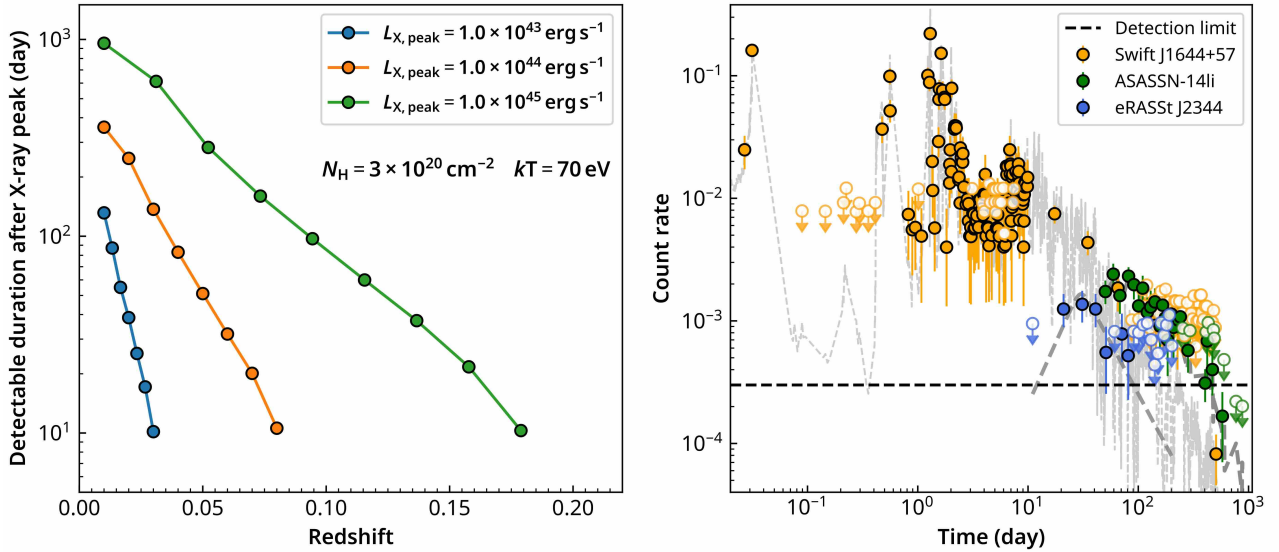 Detectable duration after X-ray peak (day)
10³
10²
10¹
L_X, peak = 1.0 × 10⁴³ erg s⁻¹
L_X, peak = 1.0 × 10⁴⁴ erg s⁻¹
L_X, peak = 1.0 × 10⁴⁵ erg s⁻¹
N_H = 3 × 10²⁰ cm⁻² kT = 70 eV
0.00 0.05 0.10 0.15 0.20
Redshift
Count rate
10⁻¹
10⁻²
10⁻³
10⁻⁴
Detection limit
Swift J1644+57
ASASSN-14li
eRASSt J2344
10⁻¹ 10⁰ 10¹ 10² 10³
Time (day)